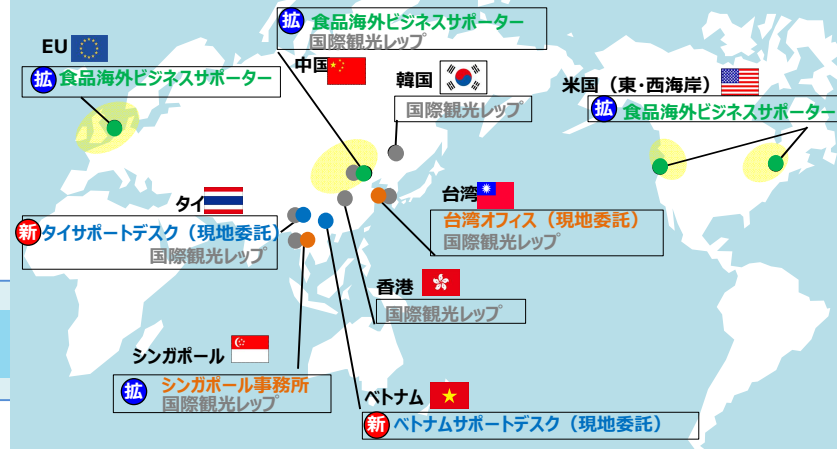 拡 食品海外ビジネスサポーター
国際観光レップ
中国
EU
拡 食品海外ビジネスサポーター
韓国
国際観光レップ
米国（東・西海岸）
拡 食品海外ビジネスサポーター
タイ
新 タイサポートデスク（現地委託）
国際観光レップ
台湾
台湾オフィス（現地委託）
国際観光レップ
香港
国際観光レップ
シンガポール
拡 シンガポール事務所
国際観光レップ
ベトナム
新 ベトナムサポートデスク（現地委託）